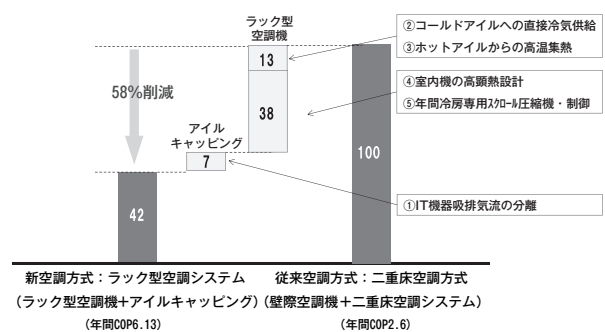 ラック型
空調機
②コールドアイルへの直接冷気供給
③ホットアイルからの高温集熱
13
58%削減
④室内機の高顕熱設計
⑤年間冷房専用ｽｸﾛｰﾙ圧縮機・制御
38
アイル
キャッピング
7
100
①IT機器吸排気流の分離
42
新空調方式：ラック型空調システム
（ラック型空調機＋アイルキャッピング）
（年間COP6.13）
従来空調方式：二重床空調方式
（壁際空調機＋二重床空調システム）
（年間COP2.6）